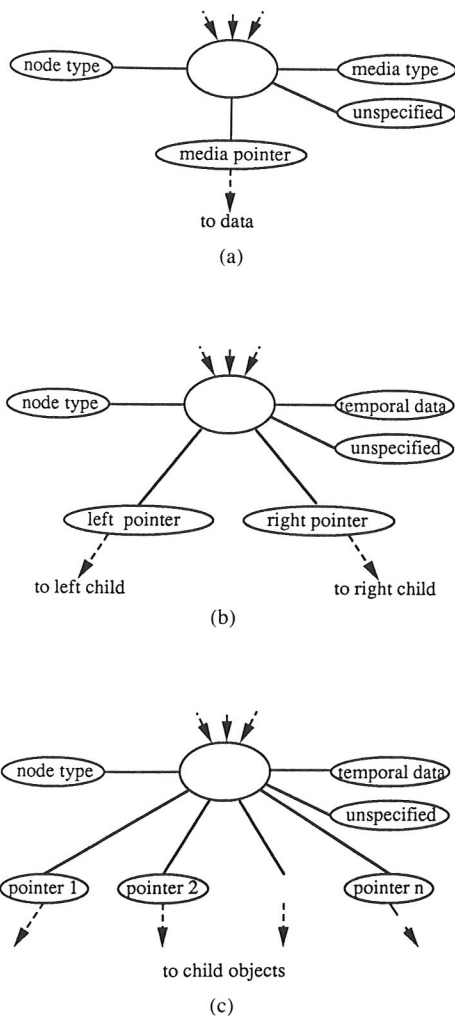 node type
media type
unspecified
media pointer
to data
(a)
node type
temporal data
unspecified
left pointer
right pointer
to left child
to right child
(b)
node type
temporal data
unspecified
pointer 1
pointer 2
pointer n
to child objects
(c)